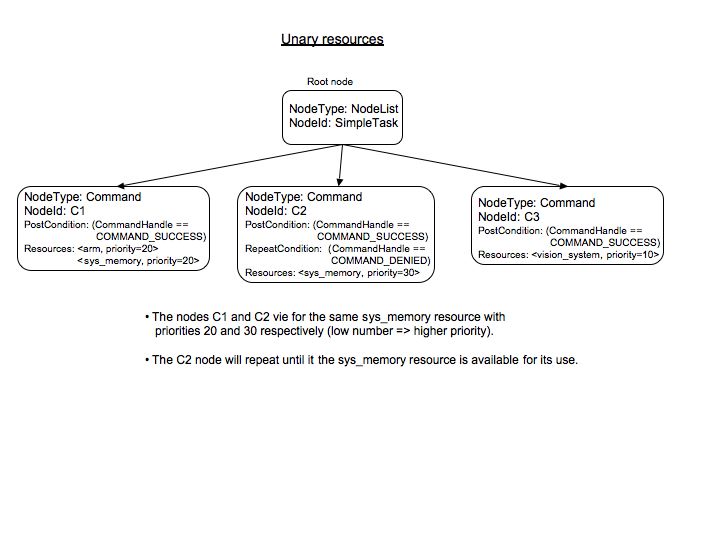 Unary resources
Root node
NodeType: NodeList
NodeId: SimpleTask
NodeType: Command
NodeId: C1
PostCondition: (CommandHandle ==
COMMAND_SUCCESS)
Resources: <arm, priority=20>
<sys_memory, priority=20>
NodeType: Command
NodeId: C2
PostCondition: (CommandHandle ==
COMMAND_SUCCESS)
RepeatCondition: (CommandHandle ==
COMMAND_DENIED)
Resources: <sys_memory, priority=30>
NodeType: Command
NodeId: C3
PostCondition: (CommandHandle ==
COMMAND_SUCCESS)
Resources: <vision_system, priority=10>
• The nodes C1 and C2 vie for the same sys_memory resource with
priorities 20 and 30 respectively (low number => higher priority).
• The C2 node will repeat until it the sys_memory resource is available for its use.